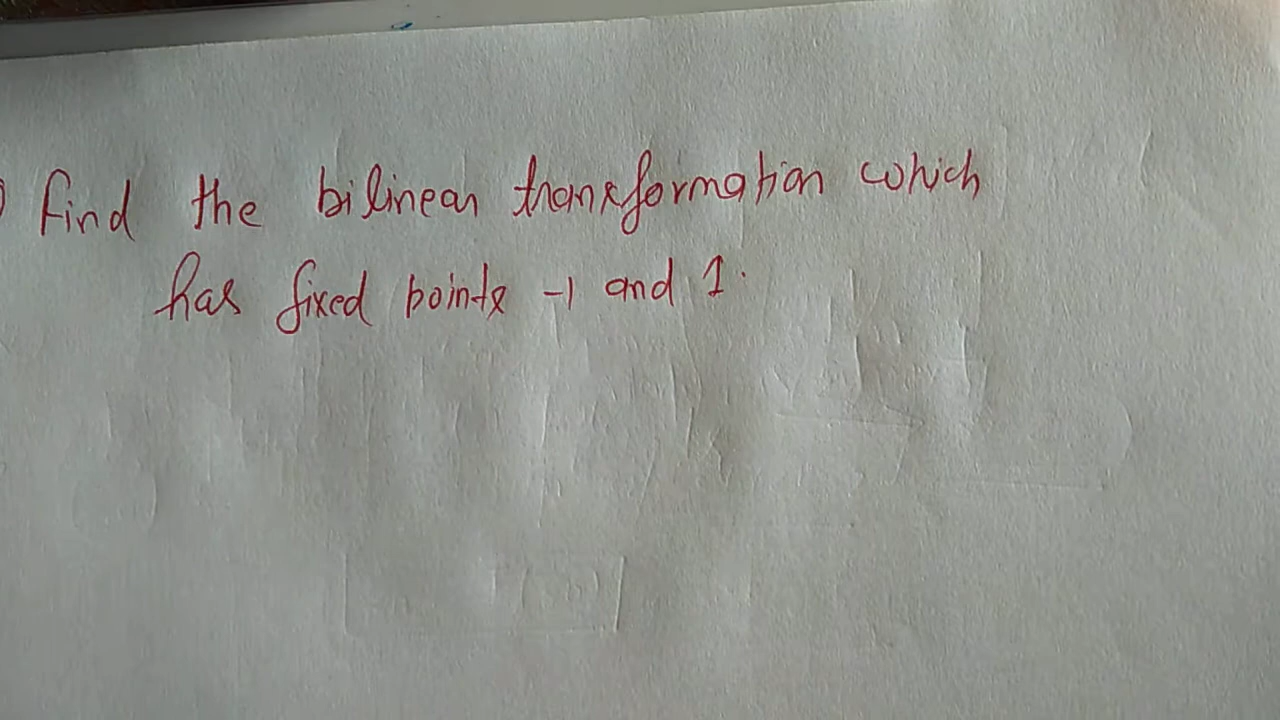 ) Find the bilinear transformation which
has fixed points -1 and 1.